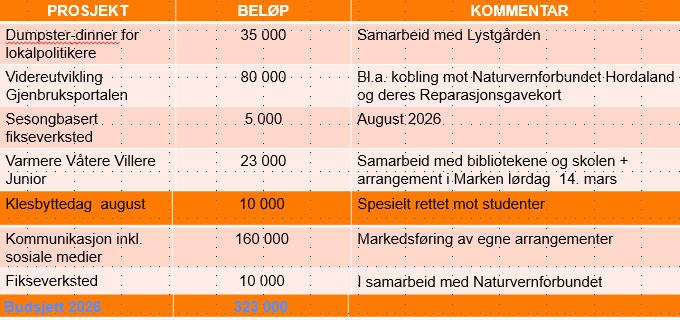 PROSJEKT BELØP KOMMENTAR
Dumpster-dinner for lokalpolitikere 35 000 Samarbeid med Lystgården
Videreutvikling Gjenbruksportalen 80 000 Bl.a. kobling mot Naturvernforbundet Hordaland og deres Reparasjonsgavekort
Sesongbasert fikseverksted 5 000 August 2026
Varmere Våtere Villere Junior 23 000 Samarbeid med bibliotekene og skolen + arrangement i Marken lørdag 14. mars
Klesbyttedag august 10 000 Spesielt rettet mot studenter
Kommunikasjon inkl. sosiale medier 160 000 Markedsføring av egne arrangementer
Fikseverksted 10 000 I samarbeid med Naturvernforbundet
Budsjett 2026 323 000